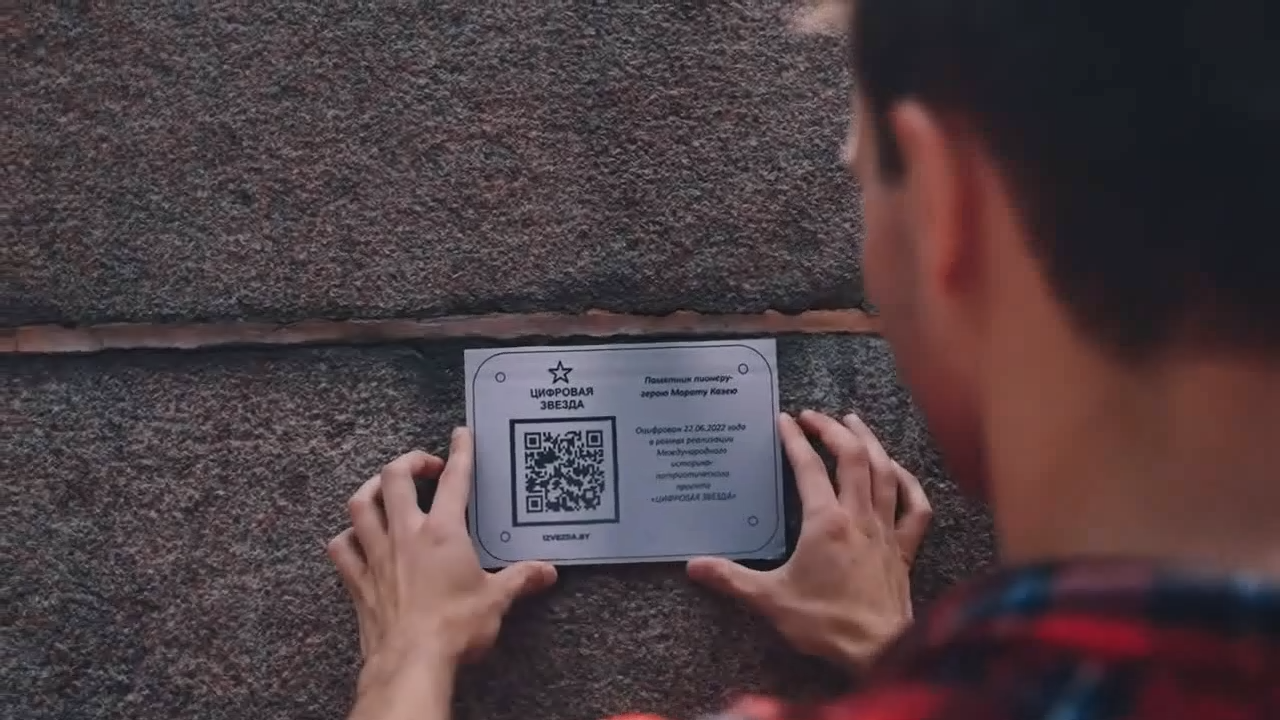 ЦИФРОВАЯ
ЗВЕЗДА
IZVEZDA.BY
Памятник пионеру-
герою Марату Казею
Оцифрован 22.06.2022 года
в рамках реализации
Международного
историко-
патриотического
проекта
«ЦИФРОВАЯ ЗВЕЗДА»